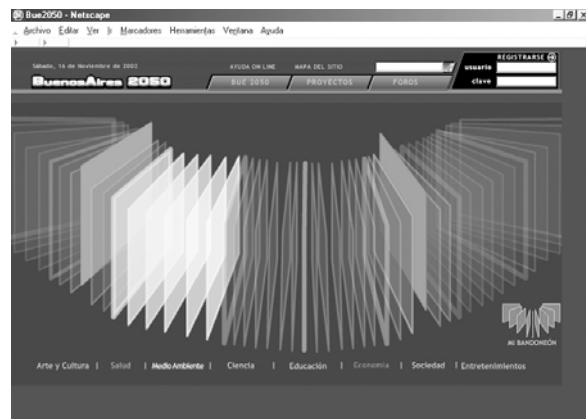 Bue2050 - Netscape
Archivo Editar Ver Ir Marcadores Herramientas Ventana Ayuda
REGISTRARSE
Sábado, 16 de Noviembre de 2002 AYUDA ON LINE MAPA DEL SITIO usuario
BuenosAires 2050 BUE 2050 PROYECTOS FOROS clave
MI BANDONEÓN
Arte y Cultura | Salud | Medio Ambiente | Ciencia | Educación | Economía | Sociedad | Entretenimientos